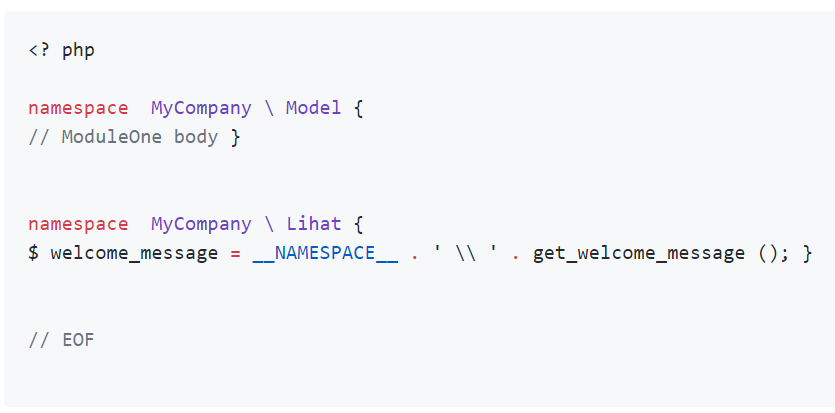 <? php
namespace  MyCompany \ Model {
// ModuleOne body }
namespace  MyCompany \ Lihat {
$ welcome_message = __NAMESPACE__ . ' \\ ' . get_welcome_message (); }
// EOF